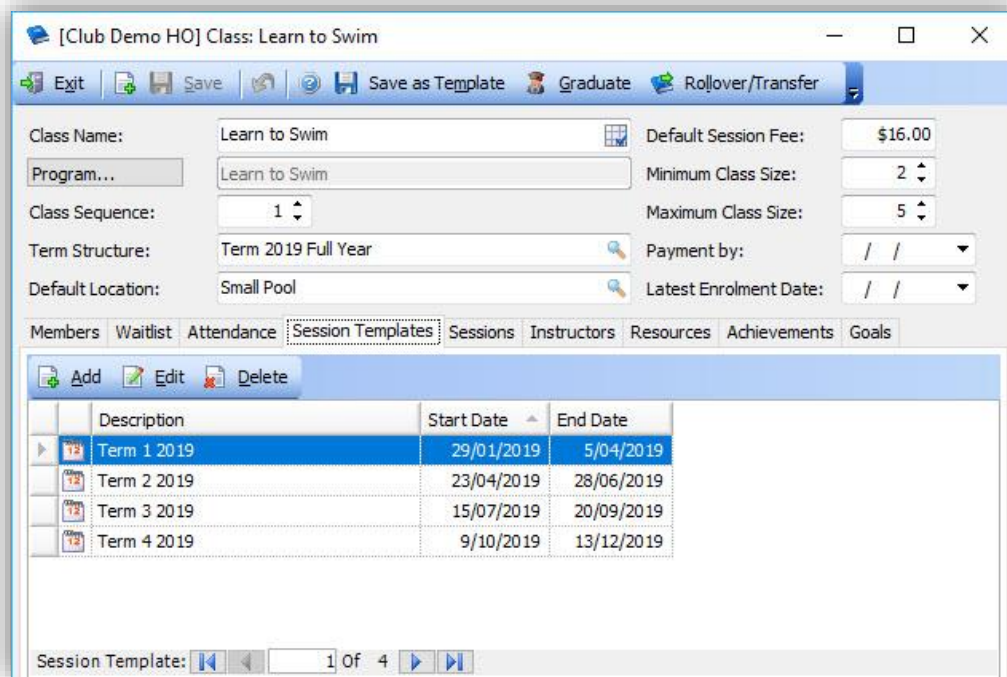 [Club Demo HO] Class: Learn to Swim
Exit Save Save as Template Graduate Rollover/Transfer
Class Name: Learn to Swim Default Session Fee: $16.00
Program... Learn to Swim Minimum Class Size: 2
Class Sequence: 1 Maximum Class Size: 5
Term Structure: Term 2019 Full Year Payment by: / /
Default Location: Small Pool Latest Enrolment Date: / /
Members Waitlist Attendance Session Templates Sessions Instructors Resources Achievements Goals
Add Edit Delete
Description Start Date End Date
12 Term 1 2019 29/01/2019 5/04/2019
12 Term 2 2019 23/04/2019 28/06/2019
12 Term 3 2019 15/07/2019 20/09/2019
12 Term 4 2019 9/10/2019 13/12/2019
Session Template: 1 Of 4